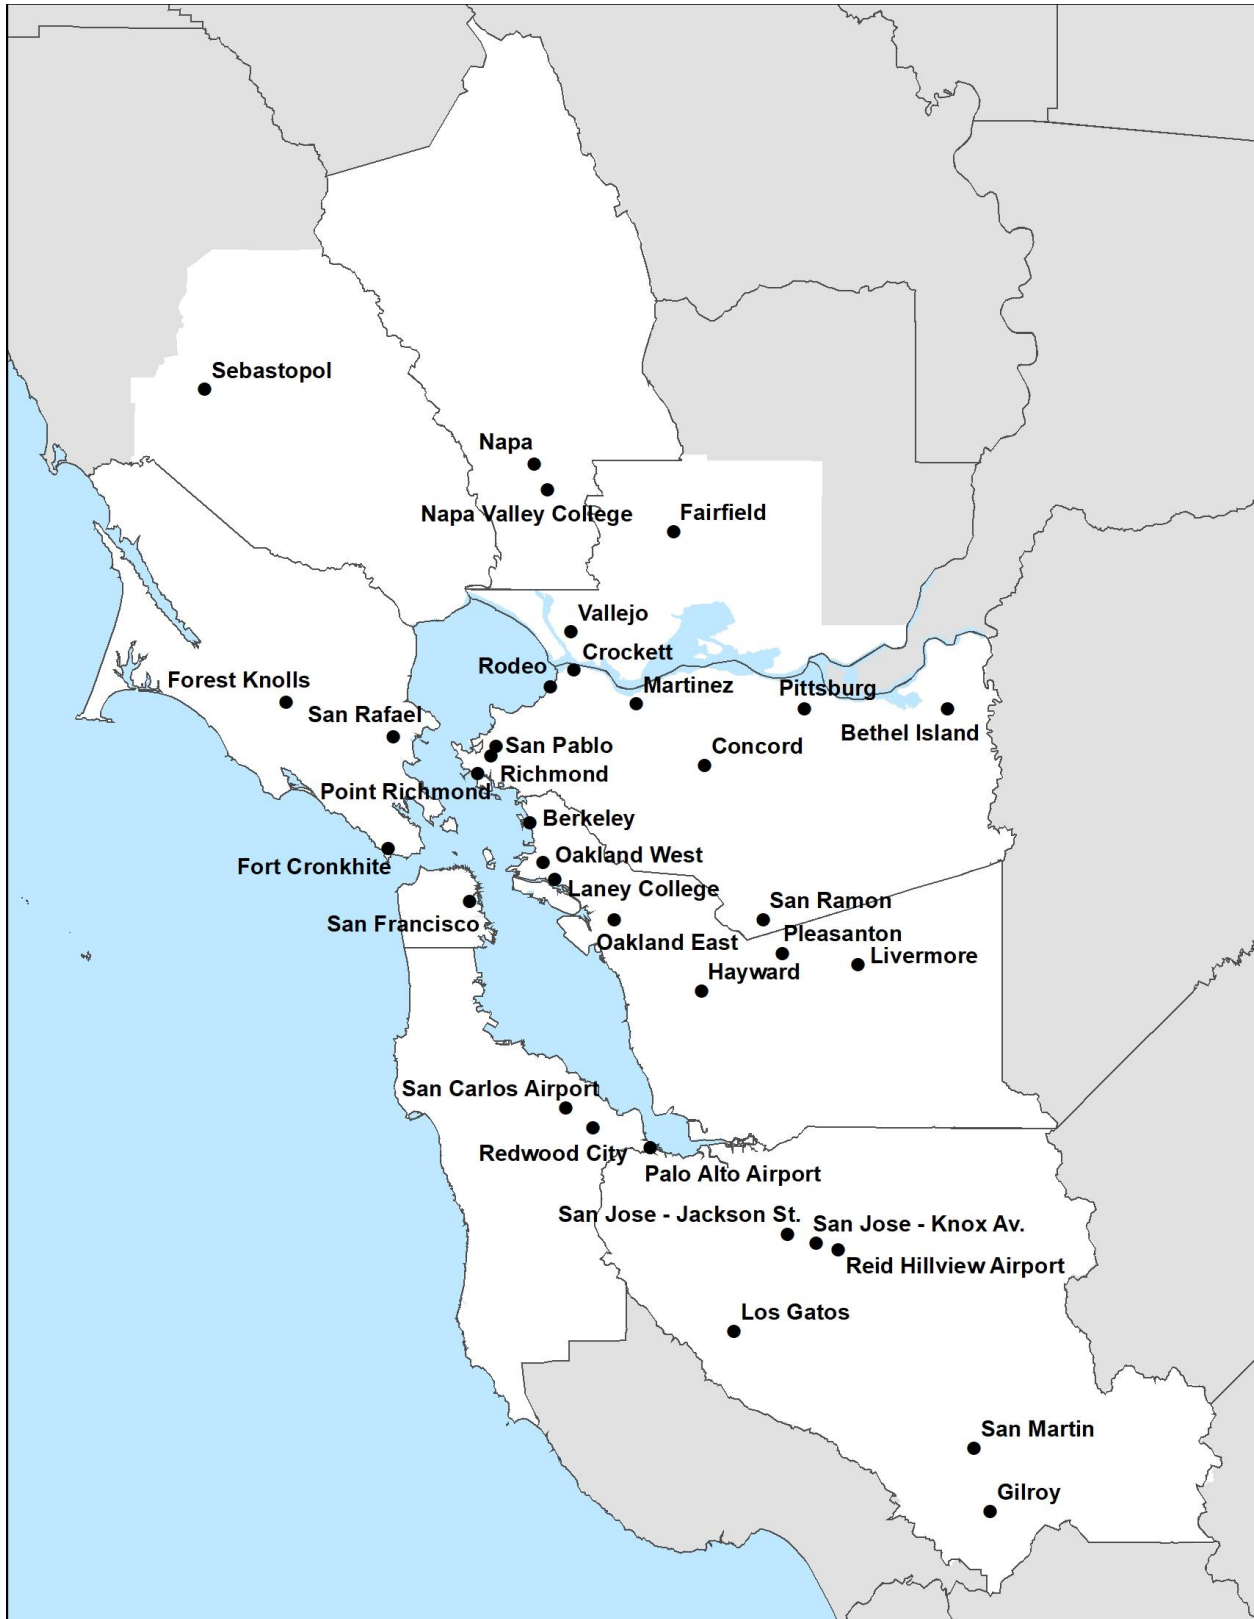 Sebastopol
Napa
Napa Valley College
Fairfield
Vallejo
Crockett
Rodeo
Martinez
Pittsburg
Forest Knolls
San Rafael
Bethel Island
San Pablo
Concord
Richmond
Point Richmond
Berkeley
Oakland West
Fort Cronkhite
Laney College
San Ramon
San Francisco
Oakland East
Pleasanton
Livermore
Hayward
San Carlos Airport
Redwood City
Palo Alto Airport
San Jose - Jackson St.
San Jose - Knox Av.
Reid Hillview Airport
Los Gatos
San Martin
Gilroy